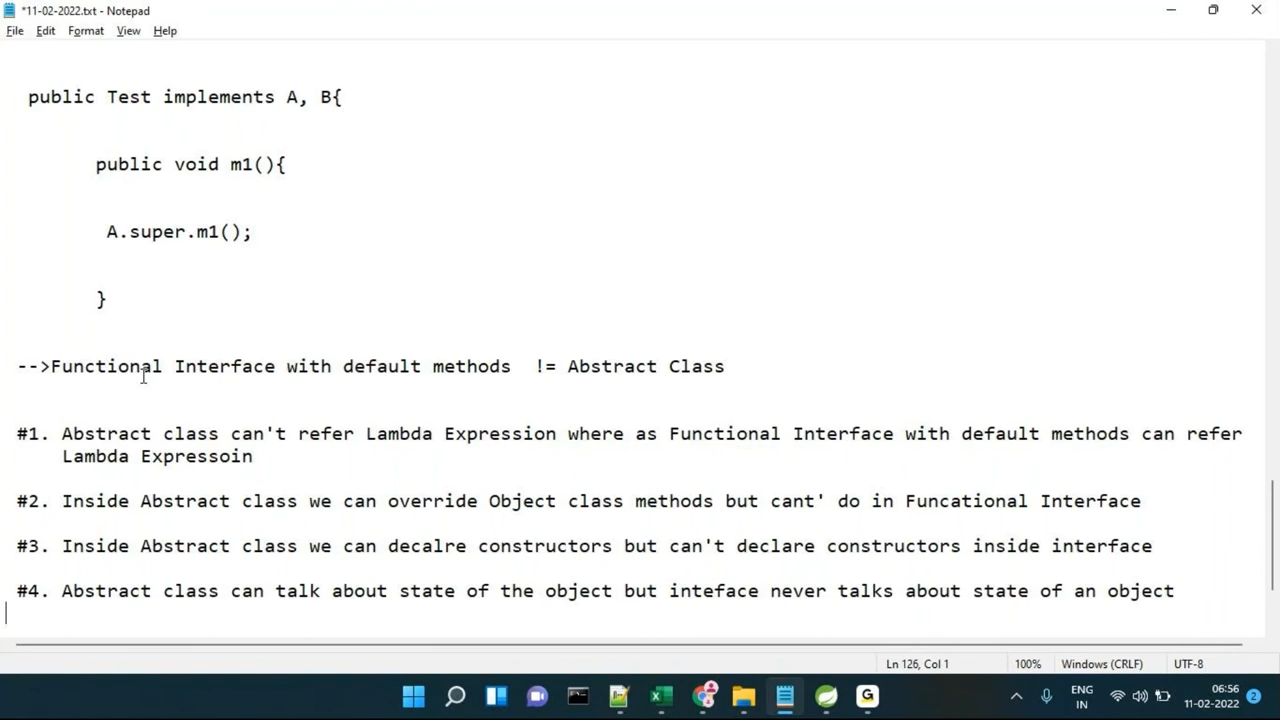 *11-02-2022.txt - Notepad
File Edit Format View Help
public Test implements A, B{
public void m1(){
A.super.m1();
}
-->Functional Interface with default methods != Abstract Class
#1. Abstract class can't refer Lambda Expression where as Functional Interface with default methods can refer
Lambda Expressoin
#2. Inside Abstract class we can override Object class methods but cant' do in Funcational Interface
#3. Inside Abstract class we can decalre constructors but can't declare constructors inside interface
#4. Abstract class can talk about state of the object but inteface never talks about state of an object
Ln 126, Col 1 100% Windows (CRLF) UTF-8
ENG 06:56
IN 11-02-2022 2
G